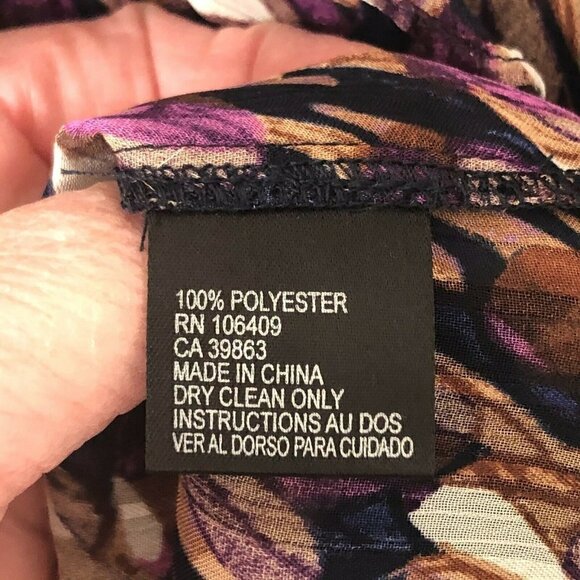 100% POLYESTER
RN 106409
CA 39863
MADE IN CHINA
DRY CLEAN ONLY
INSTRUCTIONS AU DOS
VER AL DORSO PARA CUIDADO